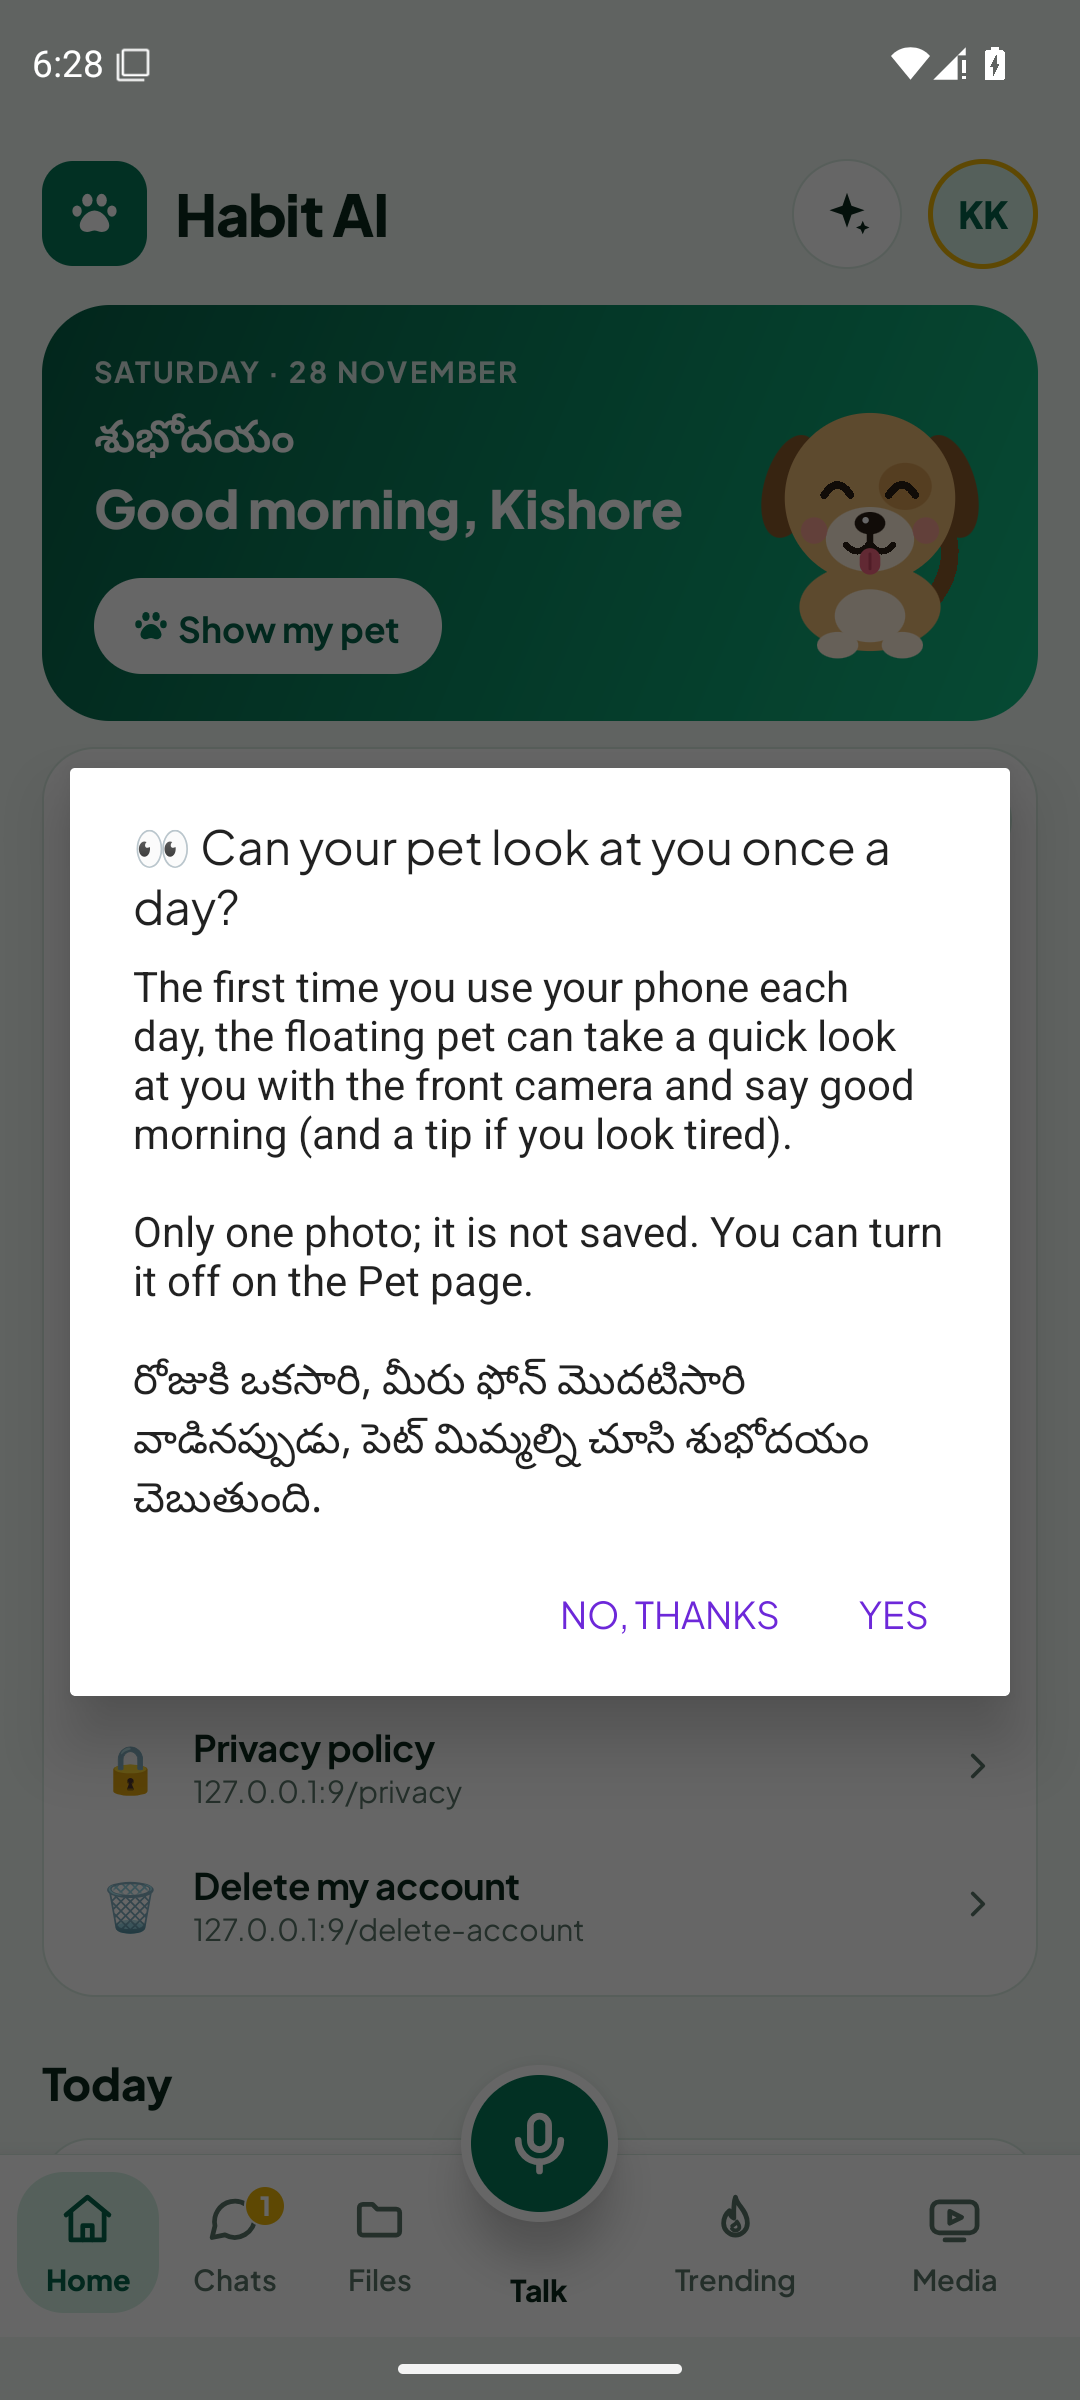 6:28
Habit AI
KK
SATURDAY · 28 NOVEMBER
శుభోదయం
Good morning, Kishore
Show my pet
👀 Can your pet look at you once a
day?
The first time you use your phone each
day, the floating pet can take a quick look
at you with the front camera and say good
morning (and a tip if you look tired).
Only one photo; it is not saved. You can turn
it off on the Pet page.
రోజుకి ఒకసారి, మీరు ఫోన్ మొదటిసారి
వాడినప్పుడు, పెట్ మిమ్మల్ని చూసి శుభోదయం
చెబుతుంది.
NO, THANKS YES
Privacy policy
127.0.0.1:9/privacy
Delete my account
127.0.0.1:9/delete-account
Today
1
Home Chats Files Talk Trending Media